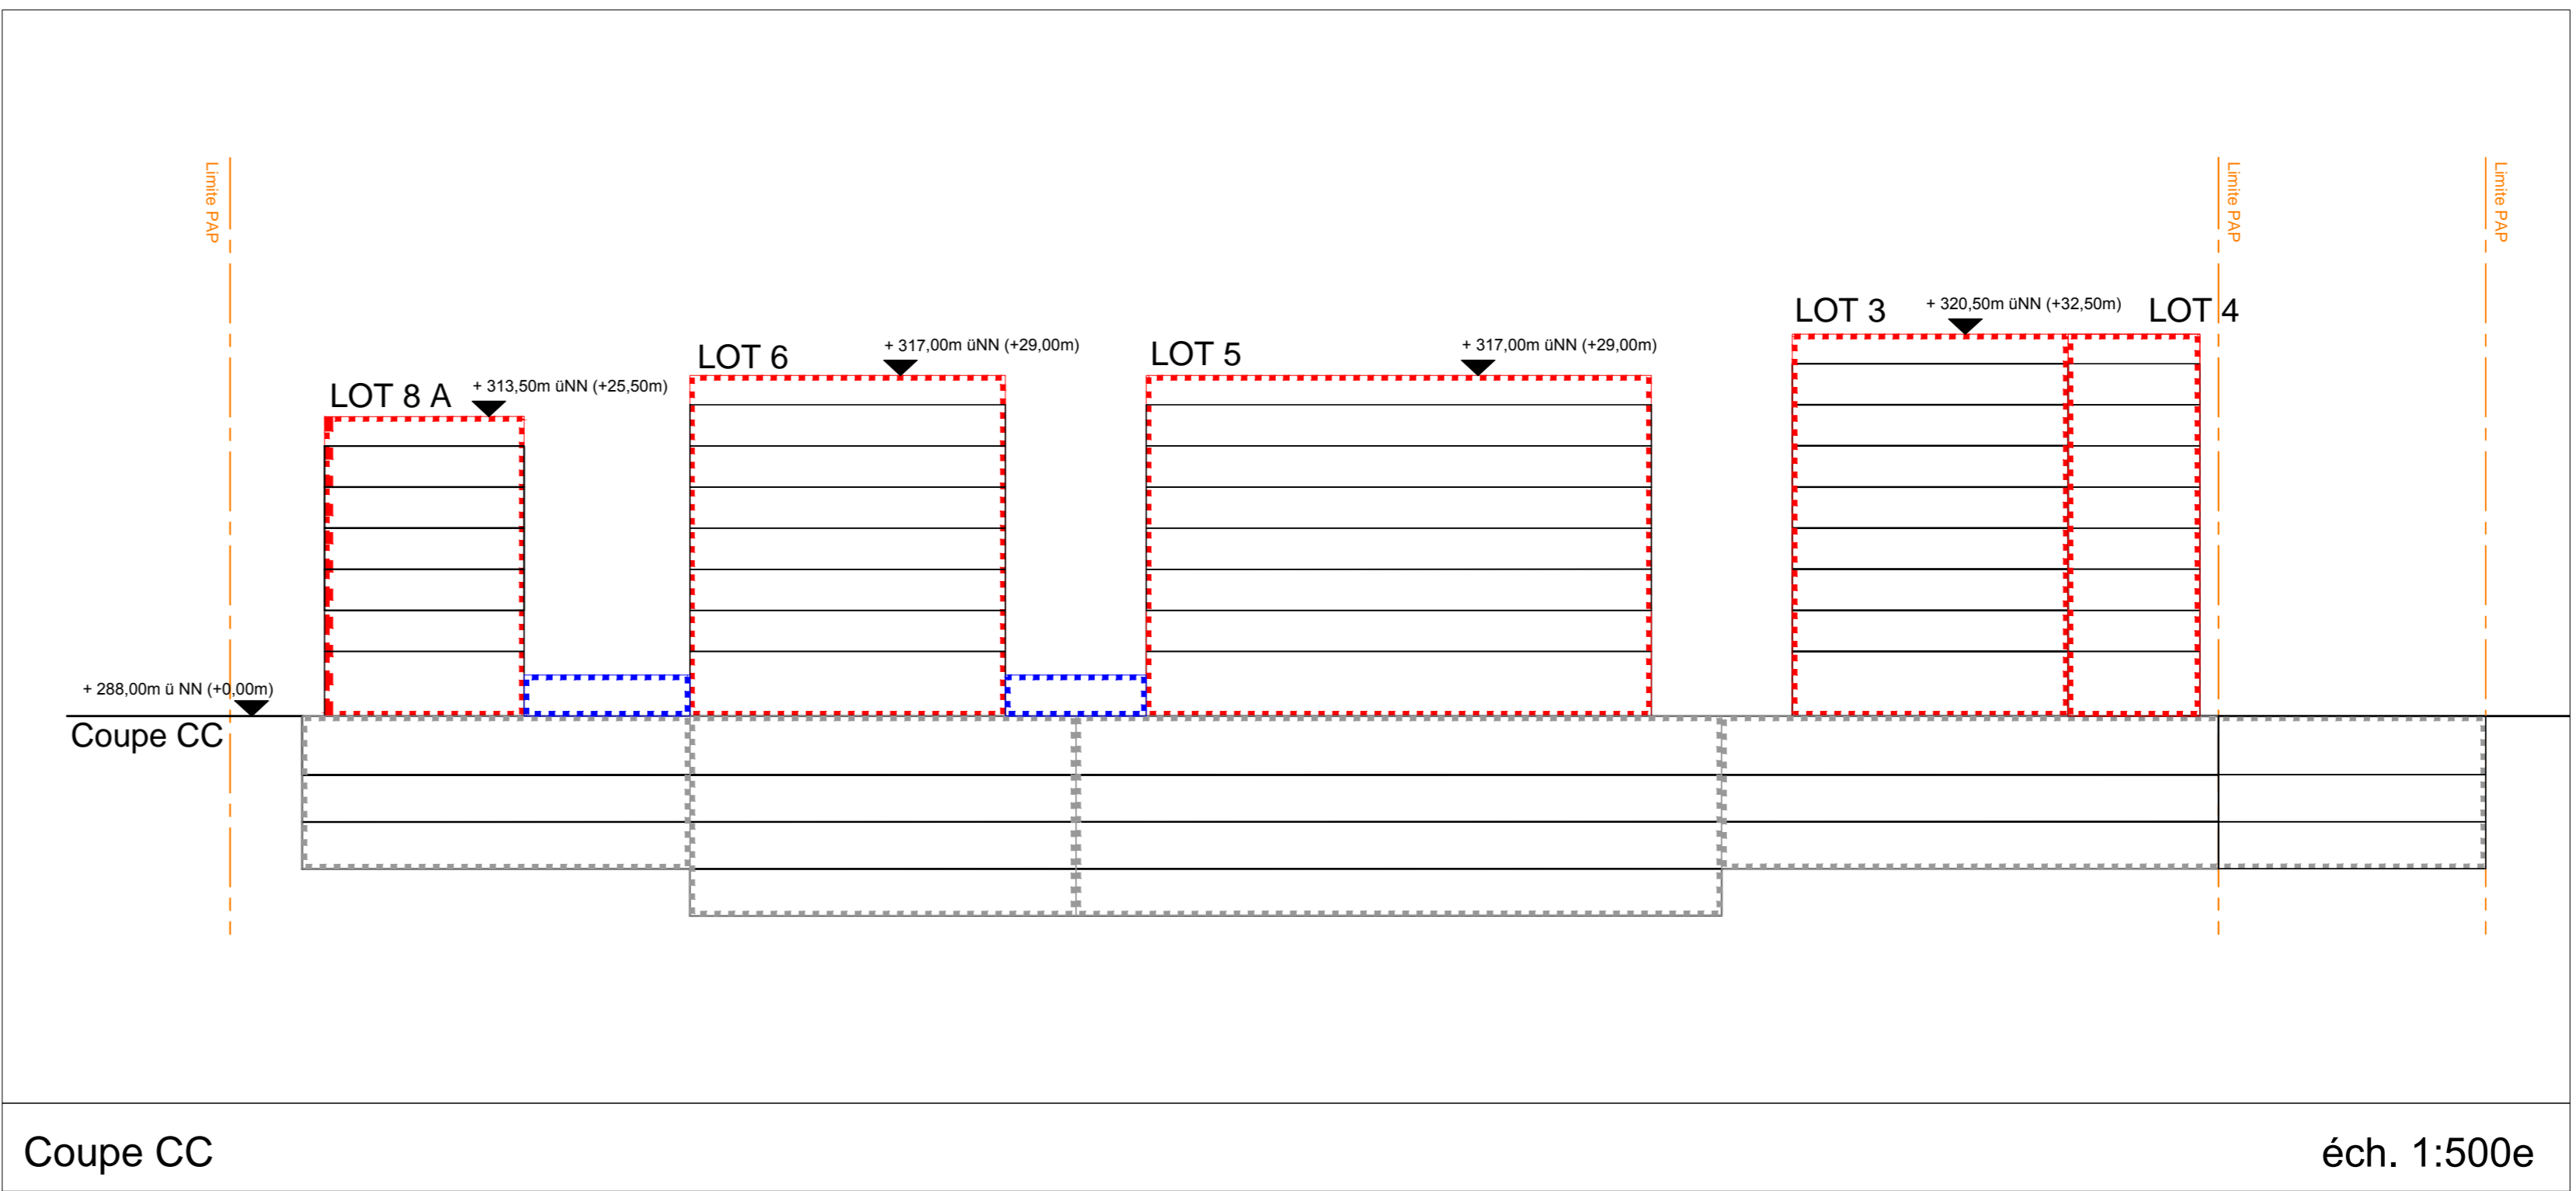 Limite PAP
Limite PAP
Limite PAP
LOT 3
+ 320,50m üNN (+32,50m)
LOT 4
LOT 6
+ 317,00m üNN (+29,00m)
LOT 5
+ 317,00m üNN (+29,00m)
LOT 8 A
+ 313,50m üNN (+25,50m)
+ 288,00m ü NN (+0,00m)
Coupe CC
Coupe CC
éch. 1:500e